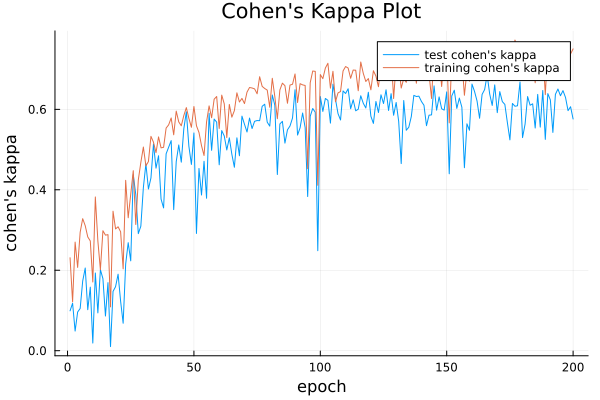 Cohen's Kappa Plot
test cohen's kappa
training cohen's kappa
cohen's kappa
0.6
0.4
0.2
0.0
0 50 100 150 200
epoch